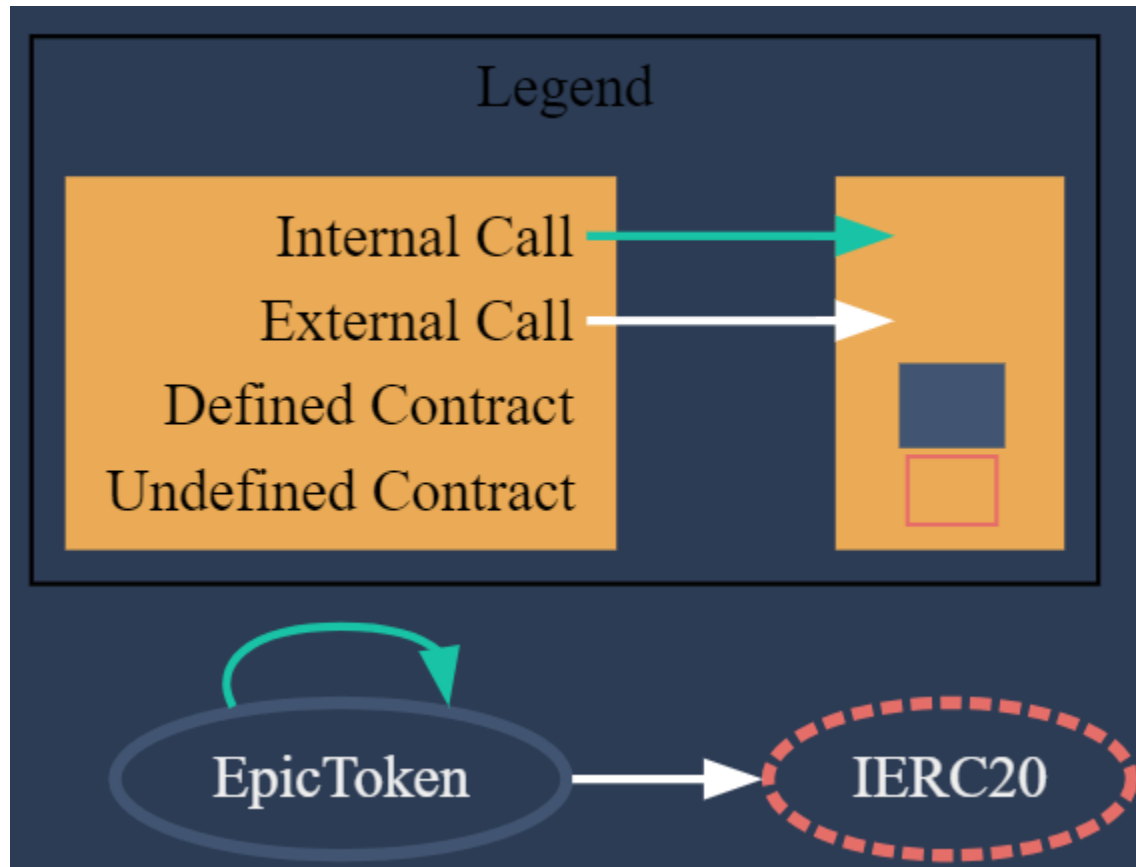 Legend
Internal Call
External Call
Defined Contract
Undefined Contract
EpicToken
IERC20